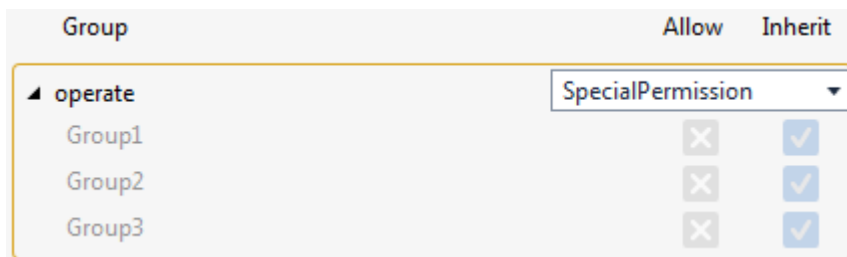 Group Allow Inherit
operate SpecialPermission
Group1
Group2
Group3